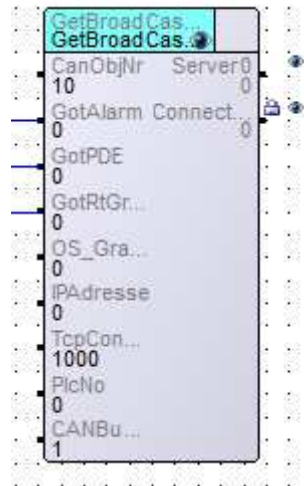 GetBroadCas...
GetBroadCas...
CanObjNr Server0
10 0
GotAlarm Connect...
0 0
GotPDE
0
GotRtGr...
0
OS_Gra...
0
IPAdresse
0
TcpCon...
1000
PlcNo
0
CANBu...
1